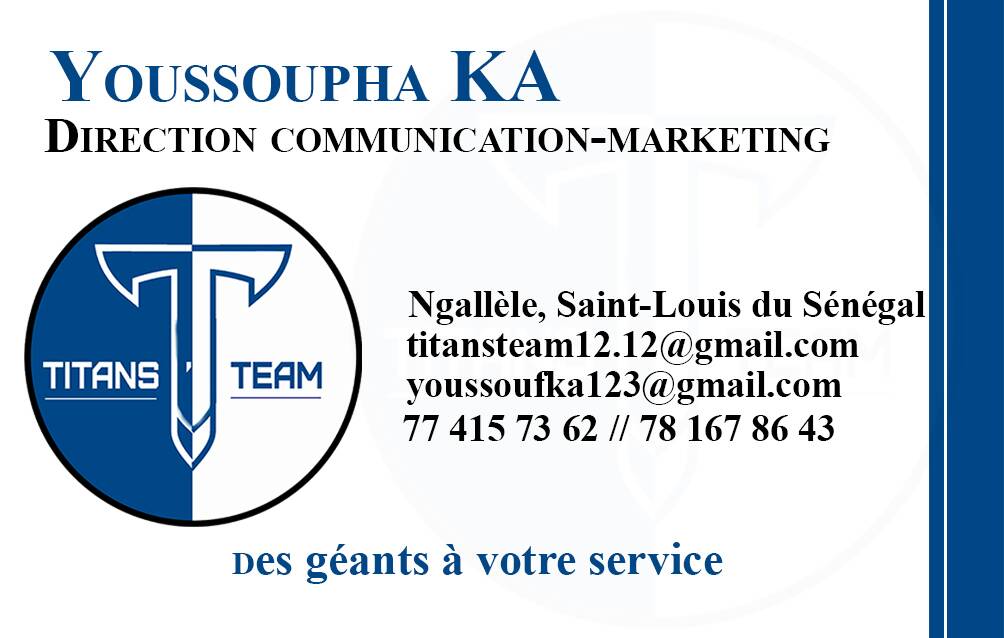 Youssoupha KA
Direction communication-marketing
TITANS TEAM
Ngallèle, Saint-Louis du Sénégal
titansteam12.12@gmail.com
youssoufka123@gmail.com
77 415 73 62 // 78 167 86 43
Des géants à votre service